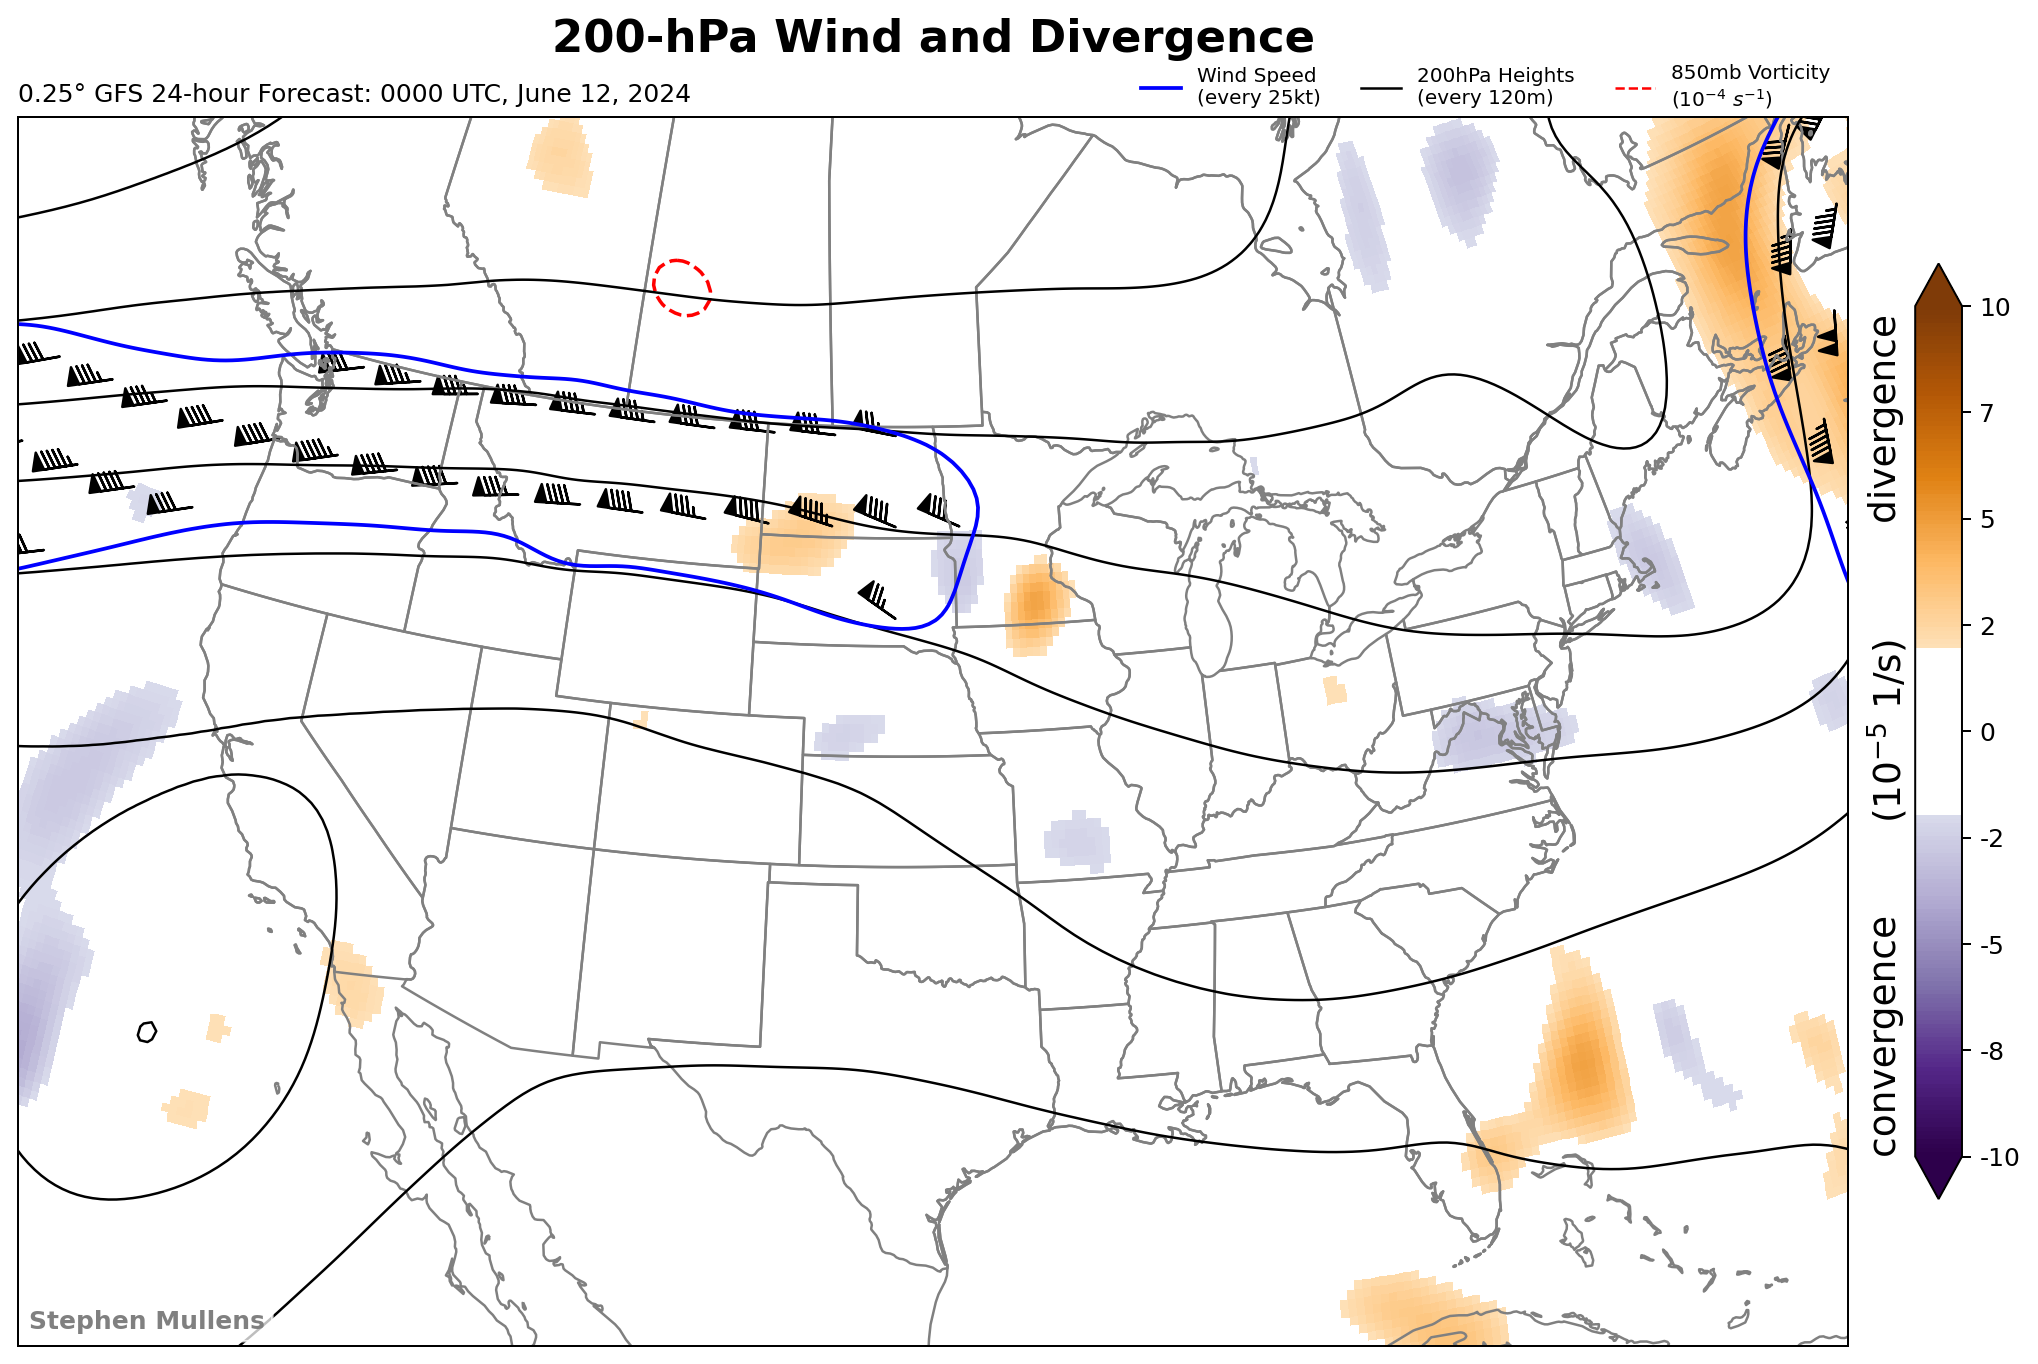 200-hPa Wind and Divergence
0.25° GFS 24-hour Forecast: 0000 UTC, June 12, 2024
Wind Speed
(every 25kt)
200hPa Heights
(every 120m)
850mb Vorticity
(10⁻⁴ s⁻¹)
10
7
5
2
0
-2
-5
-8
-10
convergence (10⁻⁵ 1/s) divergence
Stephen Mullens